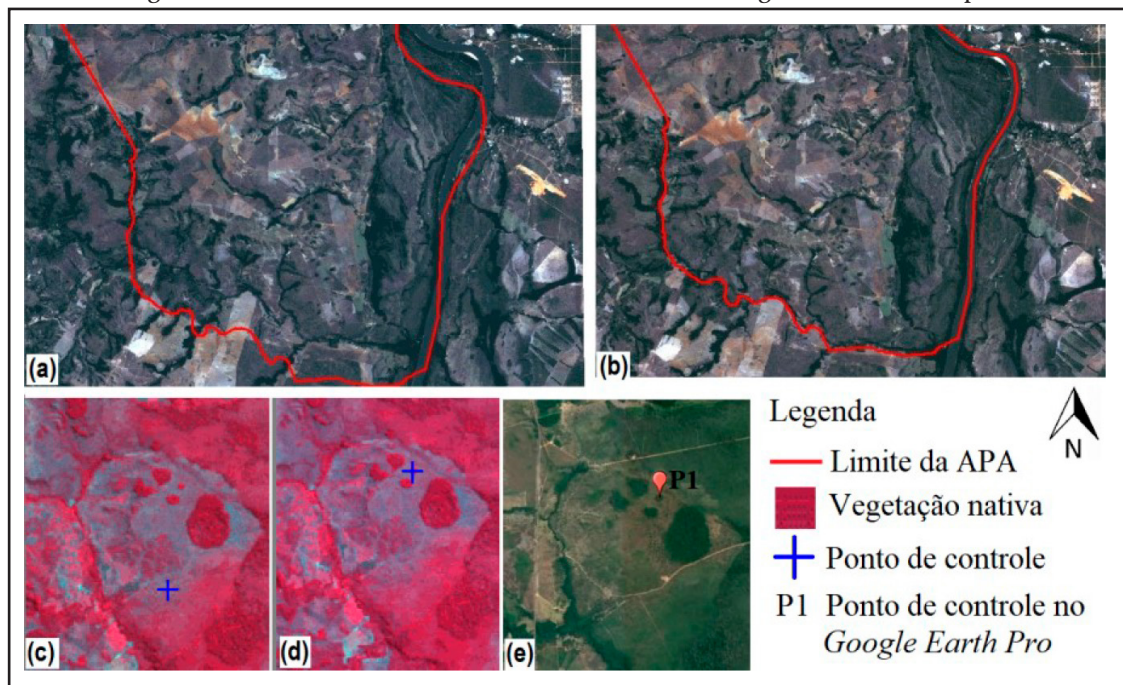 (a)
(b)
(c)
(d)
(e)
P1
Legenda
N
Limite da APA
Vegetação nativa
Ponto de controle
P1 Ponto de controle no
Google Earth Pro